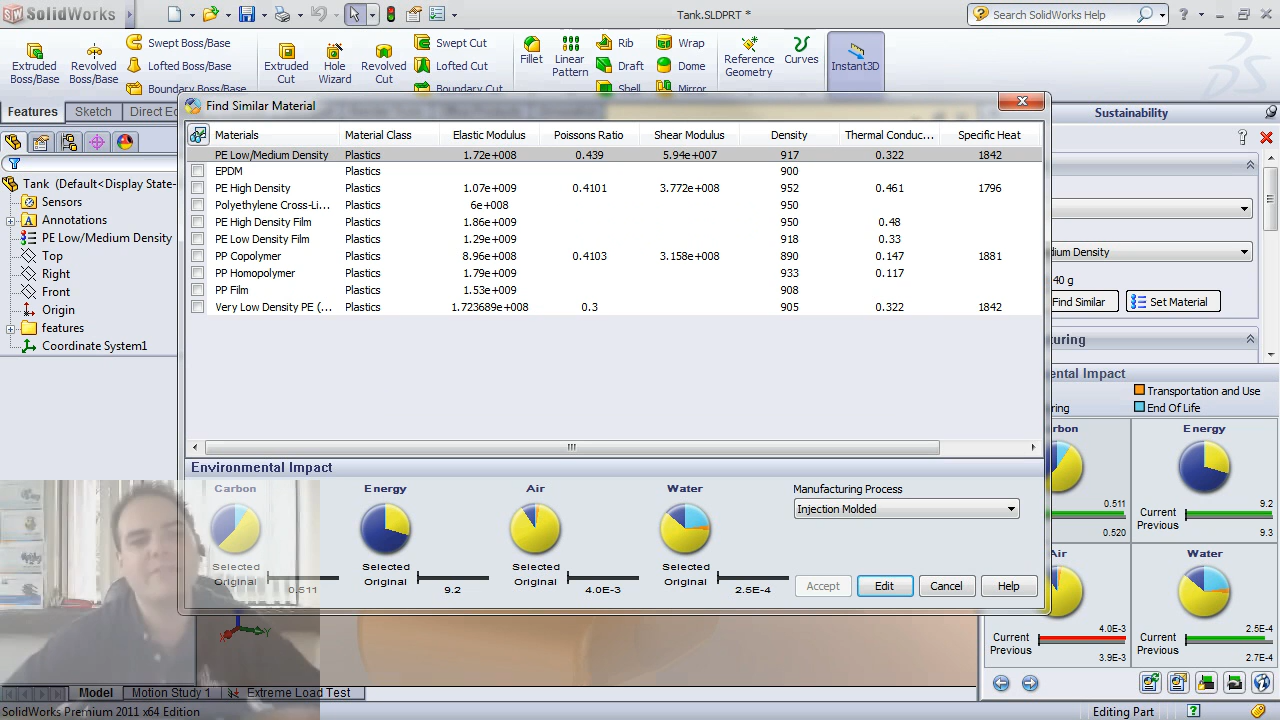 SolidWorks
Tank.SLDPRT *
Search SolidWorks Help
Extruded Boss/Base
Revolved Boss/Base
Swept Boss/Base
Lofted Boss/Base
Boundary Boss/Base
Extruded Cut
Hole Wizard
Revolved Cut
Swept Cut
Lofted Cut
Boundary Cut
Fillet
Linear Pattern
Rib
Draft
Shell
Wrap
Dome
Mirror
Reference Geometry
Curves
Instant3D
Features
Sketch
Direct Ed
Tank (Default<Display State-
Sensors
Annotations
PE Low/Medium Density
Top
Right
Front
Origin
features
Coordinate System1
Find Similar Material
Materials Material Class Elastic Modulus Poissons Ratio Shear Modulus Density Thermal Conduc... Specific Heat
PE Low/Medium Density Plastics 1.72e+008 0.439 5.94e+007 917 0.322 1842
EPDM Plastics 900
PE High Density Plastics 1.07e+009 0.4101 3.772e+008 952 0.461 1796
Polyethylene Cross-Li... Plastics 6e+008 950
PE High Density Film Plastics 1.86e+009 950 0.48
PE Low Density Film Plastics 1.29e+009 918 0.33
PP Copolymer Plastics 8.96e+008 0.4103 3.158e+008 890 0.147 1881
PP Homopolymer Plastics 1.79e+009 933 0.117
PP Film Plastics 1.53e+009 908
Very Low Density PE (... Plastics 1.723689e+008 0.3 905 0.322 1842
Environmental Impact
Carbon Energy Air Water
Selected Selected Selected Selected
Original Original Original Original
0.511 9.2 4.0E-3 2.5E-4
Manufacturing Process
Injection Molded
Accept Edit Cancel Help
Sustainability
dium Density
40 g
Find Similar
Set Material
uring
ental Impact
Transportation and Use
ring
End Of Life
rbon
Energy
0.511
Current
9.2
Previous
0.520
9.3
Air
Water
4.0E-3
2.5E-4
Current
Current
Previous
Previous
3.9E-3
2.7E-4
Model
Motion Study 1
Extreme Load Test
SolidWorks Premium 2011 x64 Edition
Editing Part